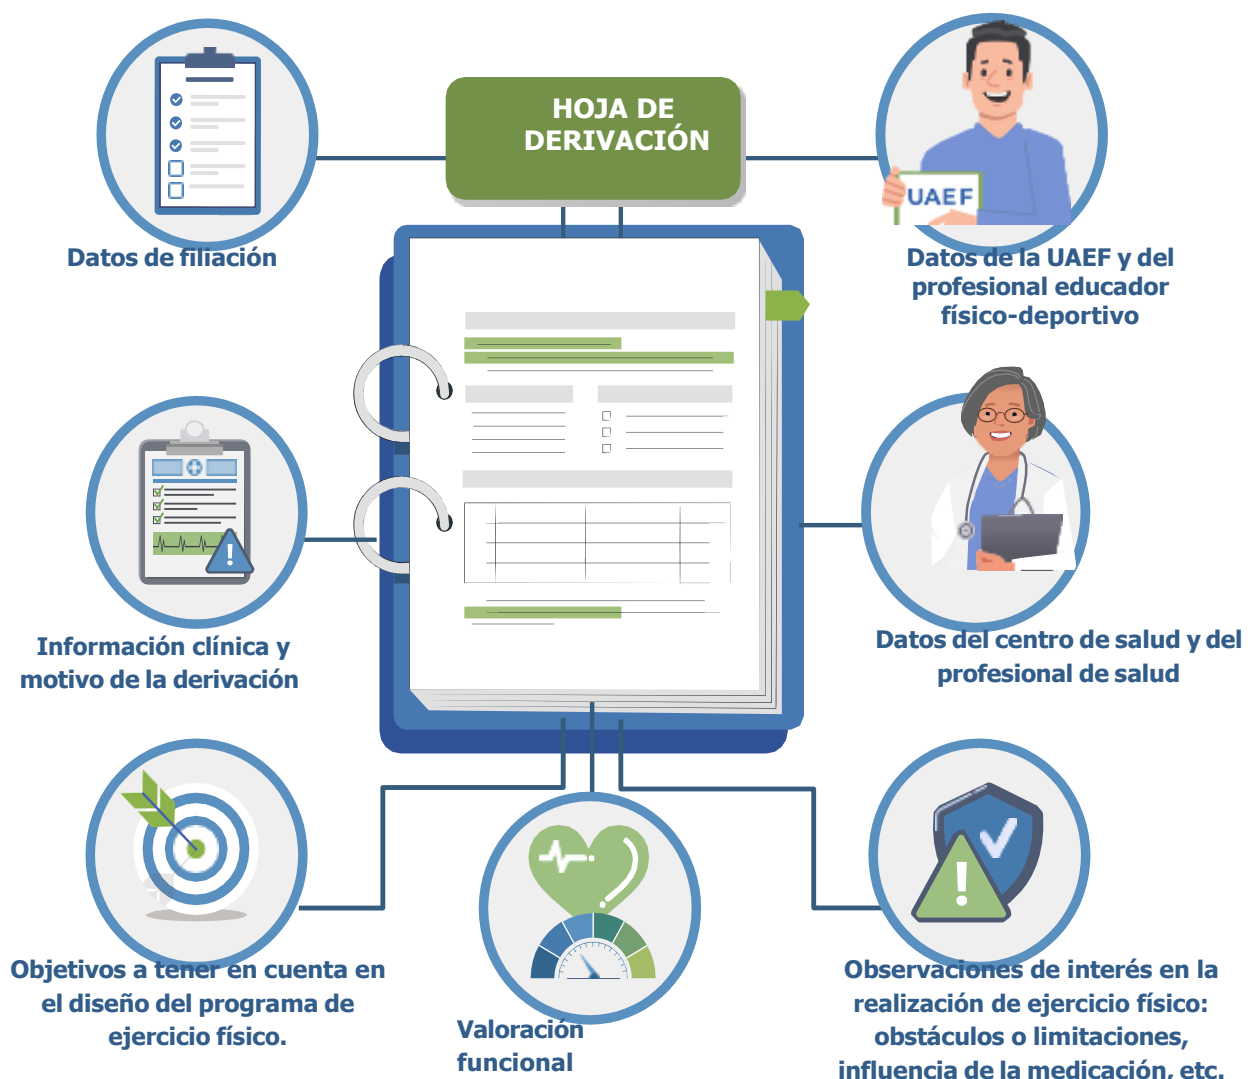 HOJA DE
DERIVACIÓN
UAEF
Datos de filiación
Datos de la UAEF y del
profesional educador
físico-deportivo
Información clínica y
motivo de la derivación
Datos del centro de salud y del
profesional de salud
Objetivos a tener en cuenta en
el diseño del programa de
ejercicio físico.
Valoración
funcional
Observaciones de interés en la
realización de ejercicio físico:
obstáculos o limitaciones,
influencia de la medicación, etc.